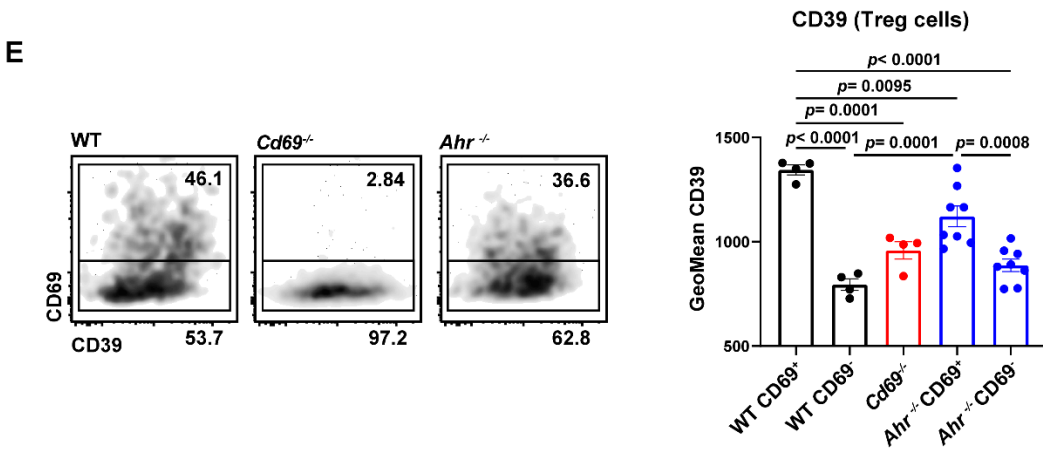 E
WT
Cd69-/-
Ahr -/-
46.1
2.84
36.6
CD69
CD39
53.7
97.2
62.8
CD39 (Treg cells)
p< 0.0001
p= 0.0095
p= 0.0001
p< 0.0001
p= 0.0001
p= 0.0008
GeoMean CD39
1500
1000
500
WT CD69+
WT CD69-
Cd69-/-
Ahr -/- CD69+
Ahr -/- CD69-